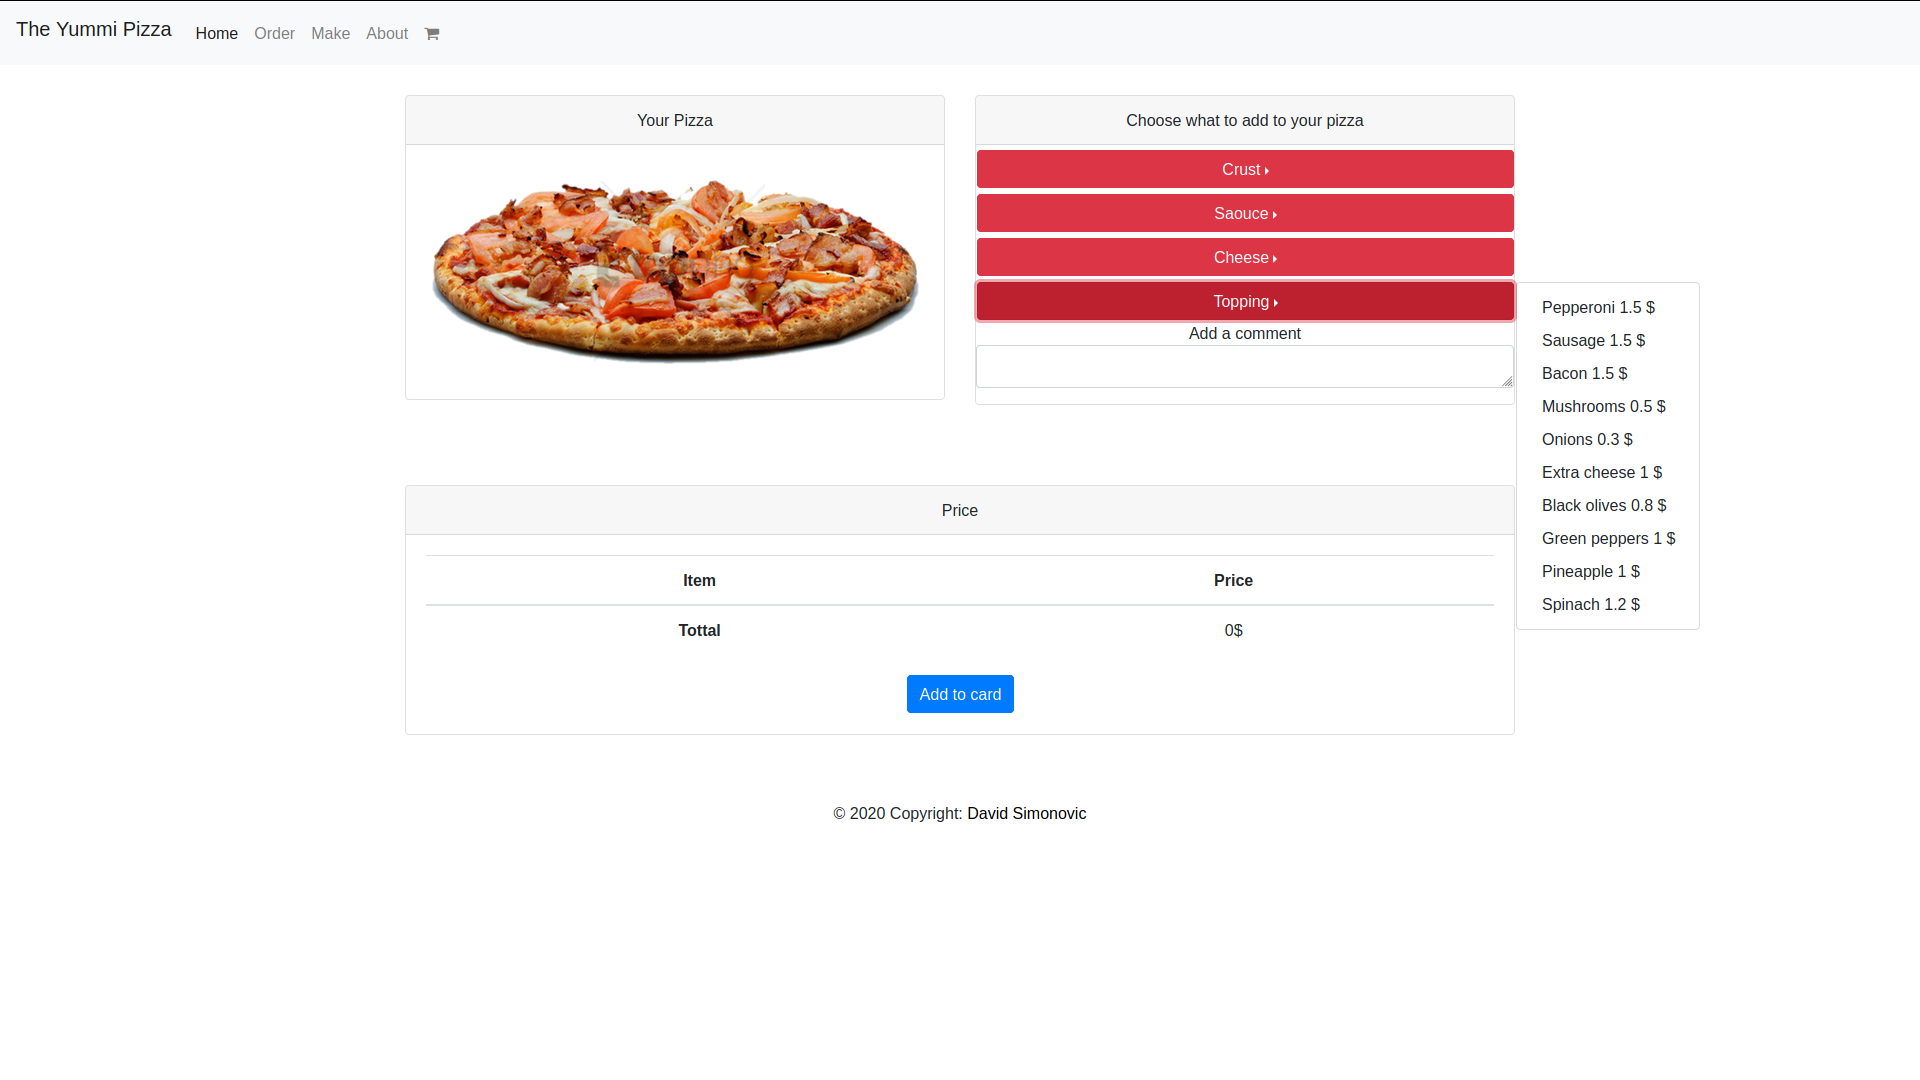 The Yummi Pizza
Home Order Make About
Your Pizza
Choose what to add to your pizza
Crust
Saouce
Cheese
Topping
Pepperoni 1.5 $
Sausage 1.5 $
Bacon 1.5 $
Mushrooms 0.5 $
Onions 0.3 $
Extra cheese 1 $
Black olives 0.8 $
Green peppers 1 $
Pineapple 1 $
Spinach 1.2 $
Add a comment
Price
Item Price
Tottal 0$
Add to card
© 2020 Copyright: David Simonovic